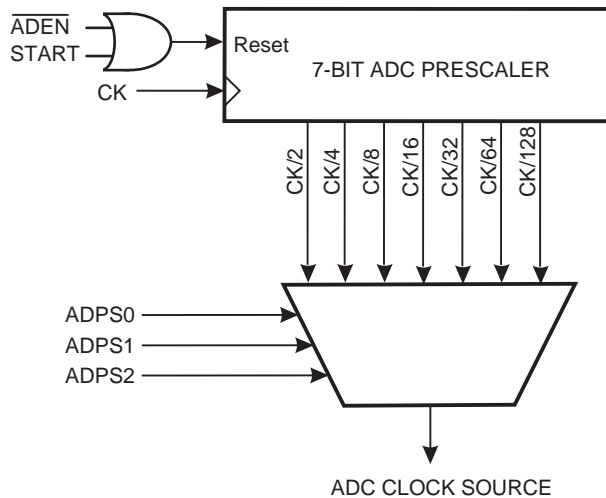 ADEN
START
Reset
7-BIT ADC PRESCALER
CK
CK/2
CK/4
CK/8
CK/16
CK/32
CK/64
CK/128
ADPS0
ADPS1
ADPS2
ADC CLOCK SOURCE